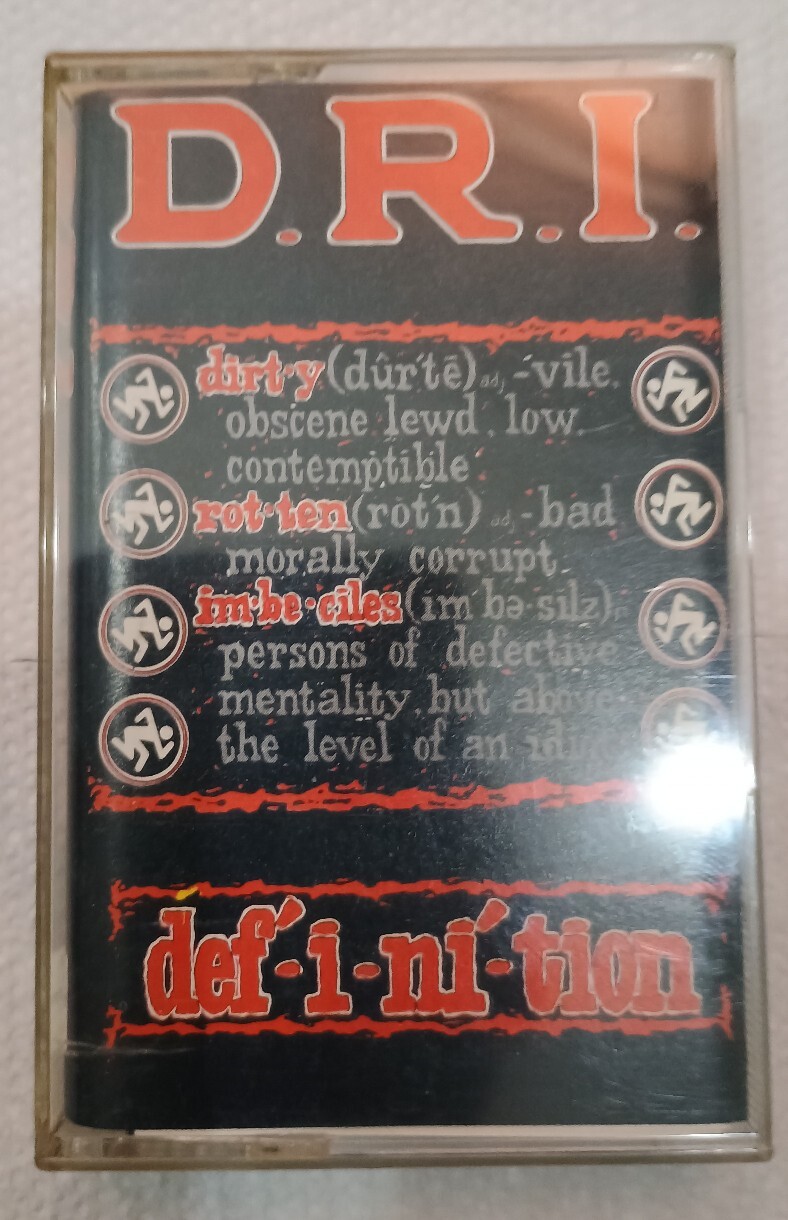 D.R.I.
dirt·y (dûr′tē) adj -vile,
obscene, lewd, low,
contemptible
rot·ten (rot′n) adj -bad
morally corrupt
im·be·ciles (im′bə·silz) n
persons of defective
mentality, but above
the level of an
def′-i-ni′-tion